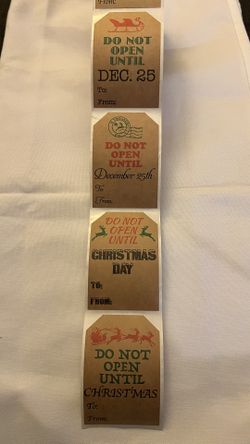 From:
DO NOT
OPEN
UNTIL
DEC. 25
To:
From:
DO NOT
OPEN
UNTIL
December 25th
To
From
DO NOT
OPEN
UNTIL
CHRISTMAS
DAY
TO:
FROM:
DO NOT
OPEN
UNTIL
CHRISTMAS
To:
From: